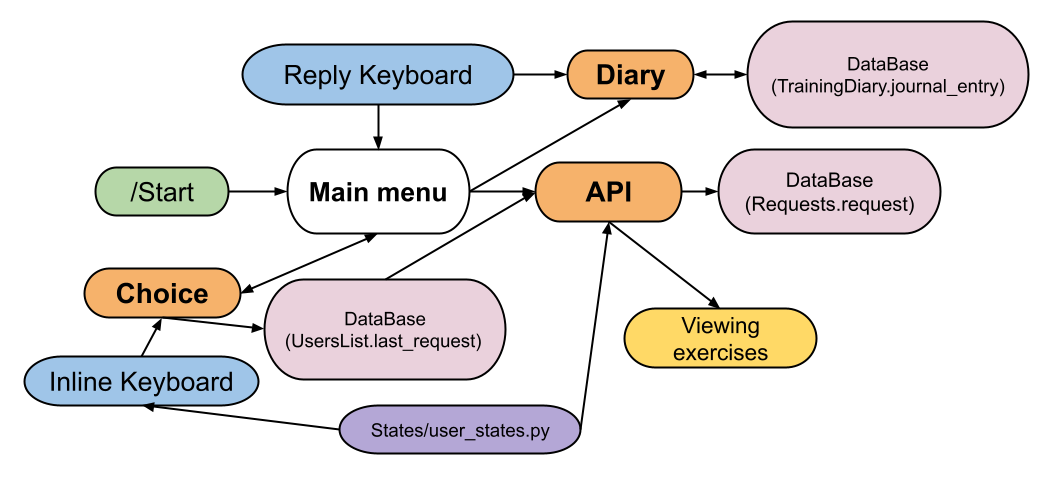 Reply Keyboard
Diary
DataBase
(TrainingDiary.journal_entry)
/Start
Main menu
API
DataBase
(Requests.request)
Choice
DataBase
(UsersList.last_request)
Viewing
exercises
Inline Keyboard
States/user_states.py